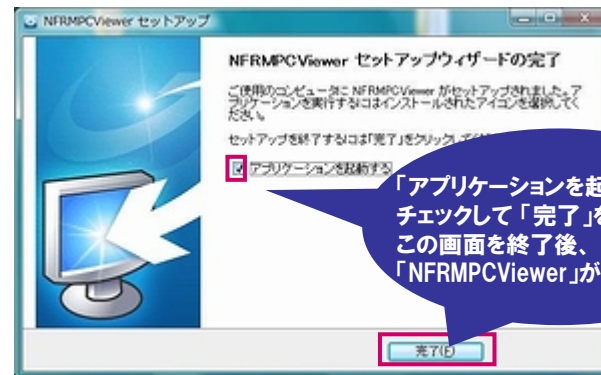 NFRMPCViewer セットアップ
NFRMPCViewer セットアップウィザードの完了
ご使用のコンピュータに NFRMPCViewer がセットアップされました。ア
プリケーションを実行するにはインストールされたアイコンを選択してく
ださい。
セットアップを終了するには「完了」をクリックして
アプリケーションを起動する
「アプリケーションを起
チェックして「完了」を
この画面を終了後、
「NFRMPCViewer」が
完了(F)